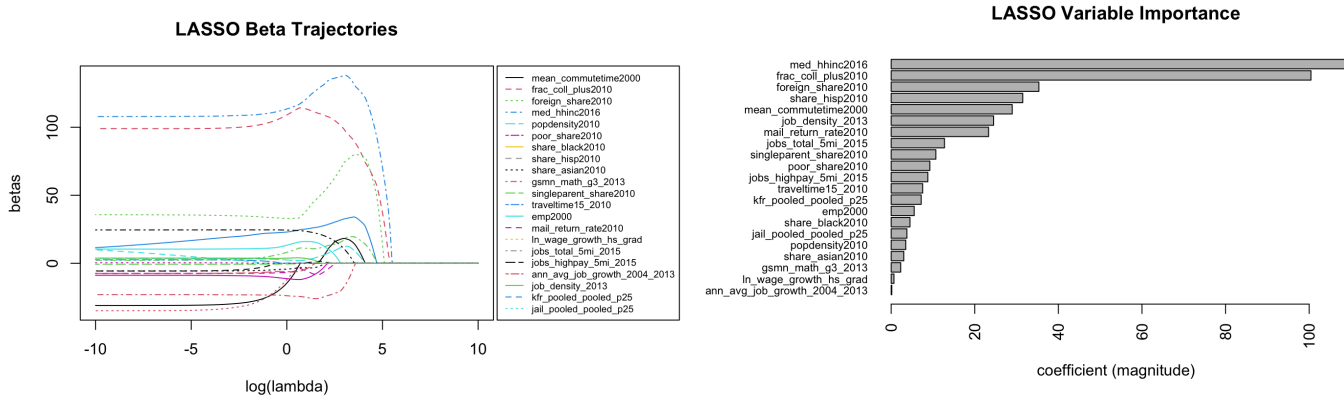 LASSO Beta Trajectories
betas
100
50
0
-10
-5
0
5
10
log(lambda)
mean_commutetime2000
frac_coll_plus2010
foreign_share2010
med_hhinc2016
popdensity2010
poor_share2010
share_black2010
share_hisp2010
share_asian2010
gsmn_math_g3_2013
singleparent_share2010
traveltime15_2010
emp2000
mail_return_rate2010
ln_wage_growth_hs_grad
jobs_total_5mi_2015
jobs_highpay_5mi_2015
ann_avg_job_growth_2004_2013
job_density_2013
kfr_pooled_pooled_p25
jail_pooled_pooled_p25
LASSO Variable Importance
med_hhinc2016
frac_coll_plus2010
foreign_share2010
share_hisp2010
mean_commutetime2000
job_density_2013
mail_return_rate2010
jobs_total_5mi_2015
singleparent_share2010
poor_share2010
jobs_highpay_5mi_2015
traveltime15_2010
kfr_pooled_pooled_p25
emp2000
share_black2010
jail_pooled_pooled_p25
popdensity2010
share_asian2010
gsmn_math_g3_2013
ln_wage_growth_hs_grad
ann_avg_job_growth_2004_2013
0
20
40
60
80
100
coefficient (magnitude)